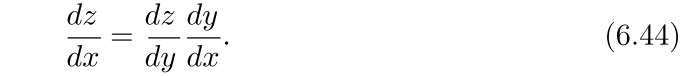 dz/dx = dz/dy dy/dx. (6.44)